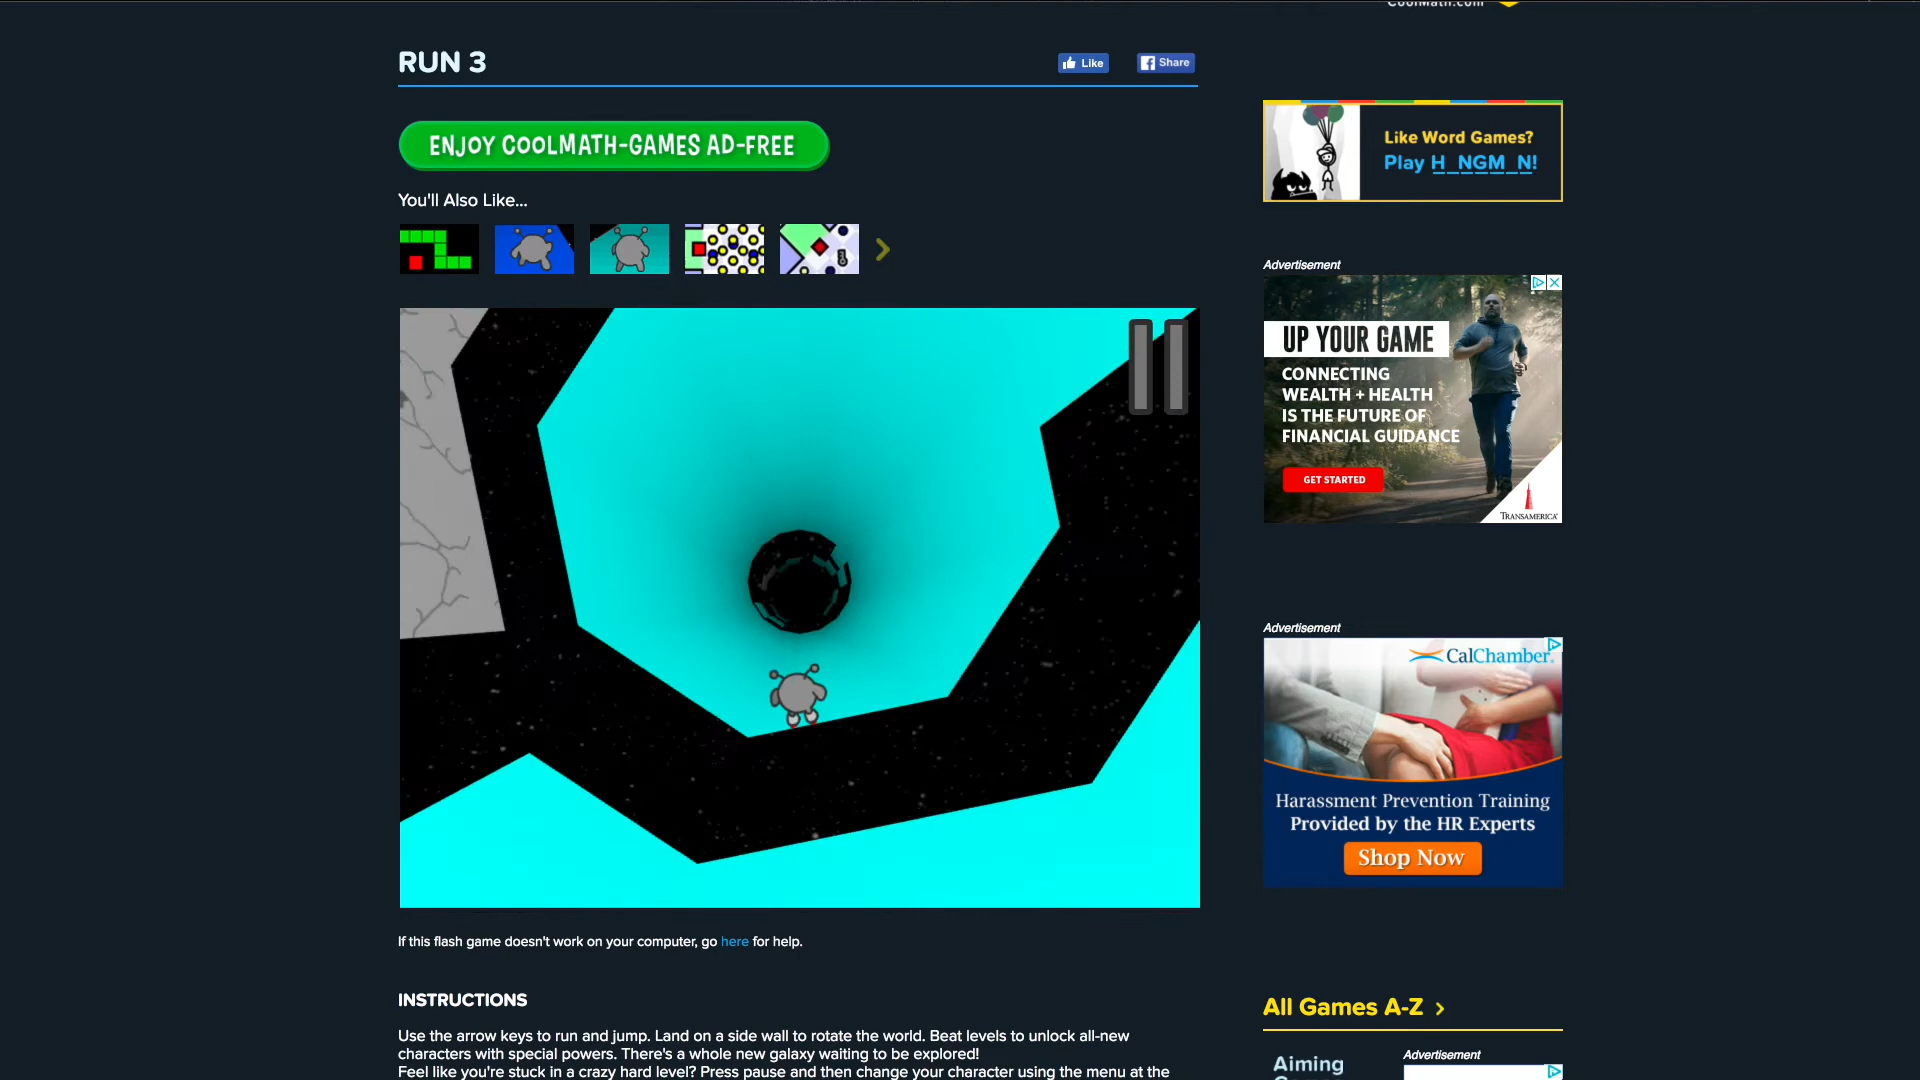 CoolMath.com
RUN 3
Like
Share
ENJOY COOLMATH-GAMES AD-FREE
You'll Also Like...
Like Word Games?
Play H_NGM_N!
Advertisement
UP YOUR GAME
CONNECTING
WEALTH + HEALTH
IS THE FUTURE OF
FINANCIAL GUIDANCE
GET STARTED
TRANSAMERICA
Advertisement
CalChamber.
Harassment Prevention Training
Provided by the HR Experts
Shop Now
If this flash game doesn't work on your computer, go here for help.
INSTRUCTIONS
Use the arrow keys to run and jump. Land on a side wall to rotate the world. Beat levels to unlock all-new
characters with special powers. There's a whole new galaxy waiting to be explored!
Feel like you're stuck in a crazy hard level? Press pause and then change your character using the menu at the
All Games A-Z
Aiming
Advertisement